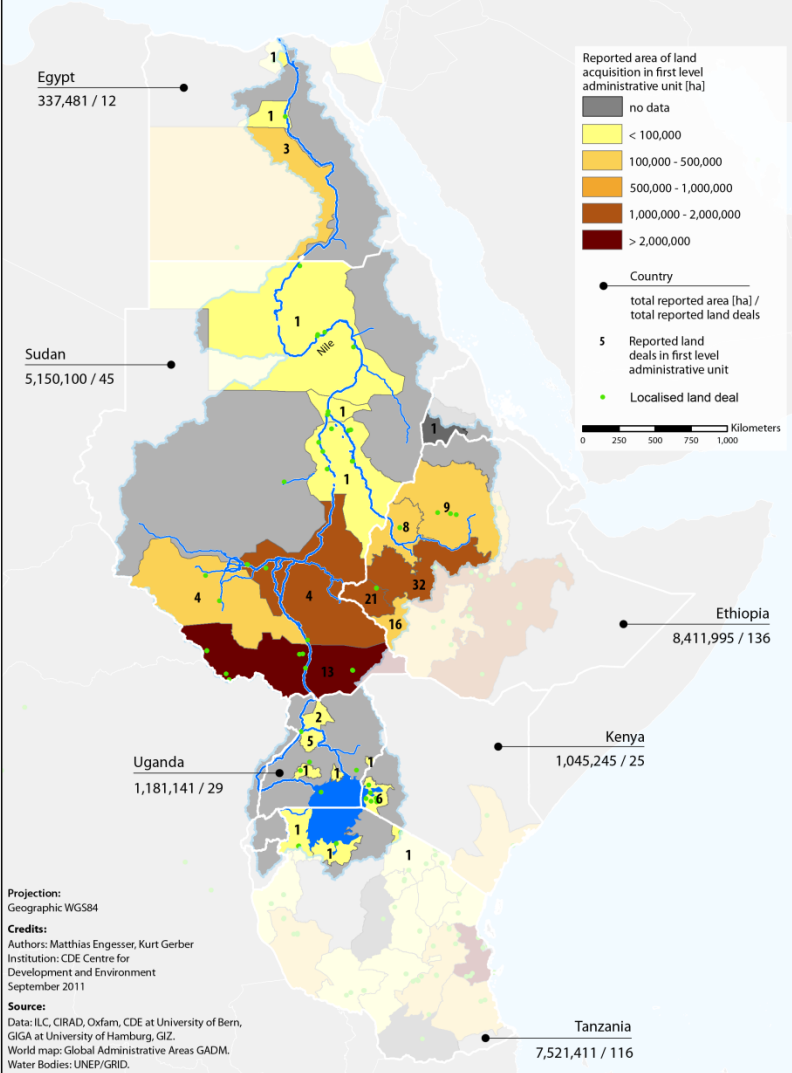 Egypt
337,481 / 12
Sudan
5,150,100 / 45
Uganda
1,181,141 / 29
Ethiopia
8,411,995 / 136
Kenya
1,045,245 / 25
Tanzania
7,521,411 / 116
Nile
1
1
3
1
1
1
1
9
8
4
4
21
32
16
13
2
5
1
1
1
6
1
1
1
Reported area of land
acquisition in first level
administrative unit [ha]
no data
< 100,000
100,000 - 500,000
500,000 - 1,000,000
1,000,000 - 2,000,000
> 2,000,000
Country
total reported area [ha] /
total reported land deals
5 Reported land
deals in first level
administrative unit
Localised land deal
Kilometers
0 250 500 750 1,000
Projection:
Geographic WGS84
Credits:
Authors: Matthias Engesser, Kurt Gerber
Institution: CDE Centre for
Development and Environment
September 2011
Source:
Data: ILC, CIRAD, Oxfam, CDE at University of Bern,
GIGA at University of Hamburg, GIZ.
World map: Global Administrative Areas GADM.
Water Bodies: UNEP/GRID.